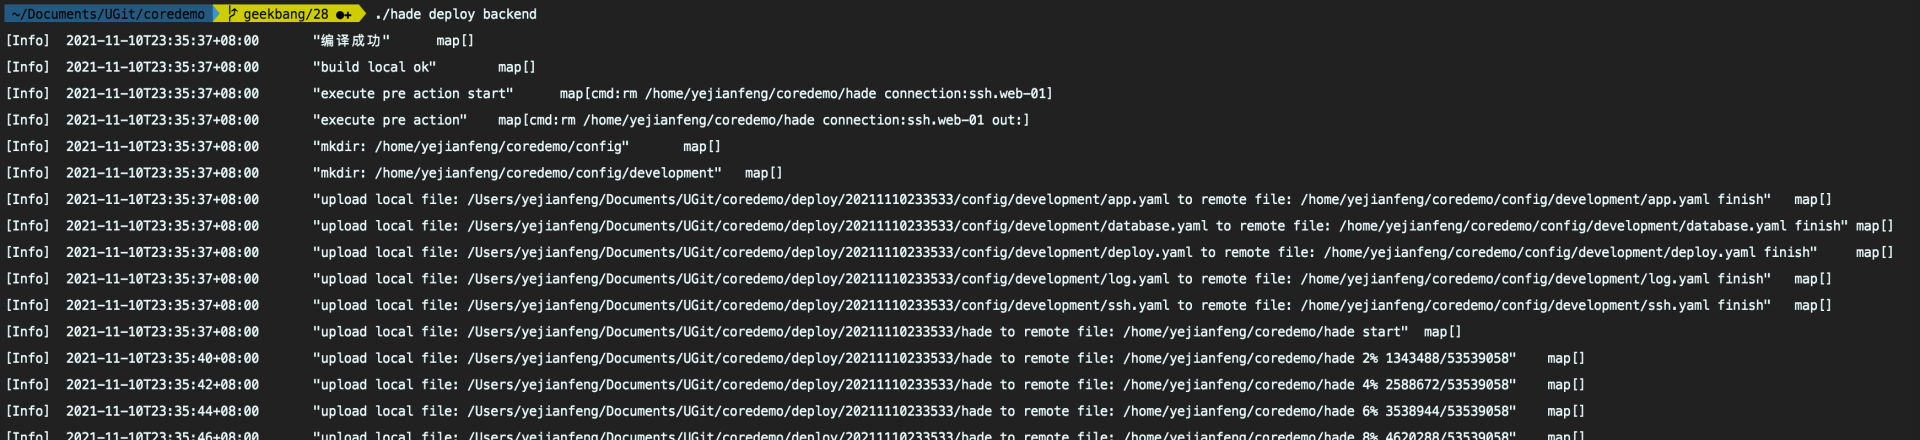 ~/Documents/UGit/coredemo geekbang/28 ●+ ./hade deploy backend
[Info] 2021-11-10T23:35:37+08:00 "编译成功" map[]
[Info] 2021-11-10T23:35:37+08:00 "build local ok" map[]
[Info] 2021-11-10T23:35:37+08:00 "execute pre action start" map[cmd:rm /home/yejianfeng/coredemo/hade connection:ssh.web-01]
[Info] 2021-11-10T23:35:37+08:00 "execute pre action" map[cmd:rm /home/yejianfeng/coredemo/hade connection:ssh.web-01 out:]
[Info] 2021-11-10T23:35:37+08:00 "mkdir: /home/yejianfeng/coredemo/config" map[]
[Info] 2021-11-10T23:35:37+08:00 "mkdir: /home/yejianfeng/coredemo/config/development" map[]
[Info] 2021-11-10T23:35:37+08:00 "upload local file: /Users/yejianfeng/Documents/UGit/coredemo/deploy/20211110233533/config/development/app.yaml to remote file: /home/yejianfeng/coredemo/config/development/app.yaml finish" map[]
[Info] 2021-11-10T23:35:37+08:00 "upload local file: /Users/yejianfeng/Documents/UGit/coredemo/deploy/20211110233533/config/development/database.yaml to remote file: /home/yejianfeng/coredemo/config/development/database.yaml finish" map[]
[Info] 2021-11-10T23:35:37+08:00 "upload local file: /Users/yejianfeng/Documents/UGit/coredemo/deploy/20211110233533/config/development/deploy.yaml to remote file: /home/yejianfeng/coredemo/config/development/deploy.yaml finish" map[]
[Info] 2021-11-10T23:35:37+08:00 "upload local file: /Users/yejianfeng/Documents/UGit/coredemo/deploy/20211110233533/config/development/log.yaml to remote file: /home/yejianfeng/coredemo/config/development/log.yaml finish" map[]
[Info] 2021-11-10T23:35:37+08:00 "upload local file: /Users/yejianfeng/Documents/UGit/coredemo/deploy/20211110233533/config/development/ssh.yaml to remote file: /home/yejianfeng/coredemo/config/development/ssh.yaml finish" map[]
[Info] 2021-11-10T23:35:37+08:00 "upload local file: /Users/yejianfeng/Documents/UGit/coredemo/deploy/20211110233533/hade to remote file: /home/yejianfeng/coredemo/hade start" map[]
[Info] 2021-11-10T23:35:40+08:00 "upload local file: /Users/yejianfeng/Documents/UGit/coredemo/deploy/20211110233533/hade to remote file: /home/yejianfeng/coredemo/hade 2% 1343488/53539058" map[]
[Info] 2021-11-10T23:35:42+08:00 "upload local file: /Users/yejianfeng/Documents/UGit/coredemo/deploy/20211110233533/hade to remote file: /home/yejianfeng/coredemo/hade 4% 2588672/53539058" map[]
[Info] 2021-11-10T23:35:44+08:00 "upload local file: /Users/yejianfeng/Documents/UGit/coredemo/deploy/20211110233533/hade to remote file: /home/yejianfeng/coredemo/hade 6% 3538944/53539058" map[]
[Info] 2021-11-10T23:35:46+08:00 "upload local file: /Users/yejianfeng/Documents/UGit/coredemo/deploy/20211110233533/hade to remote file: /home/yejianfeng/coredemo/hade 8% 4620288/53539058" map[]